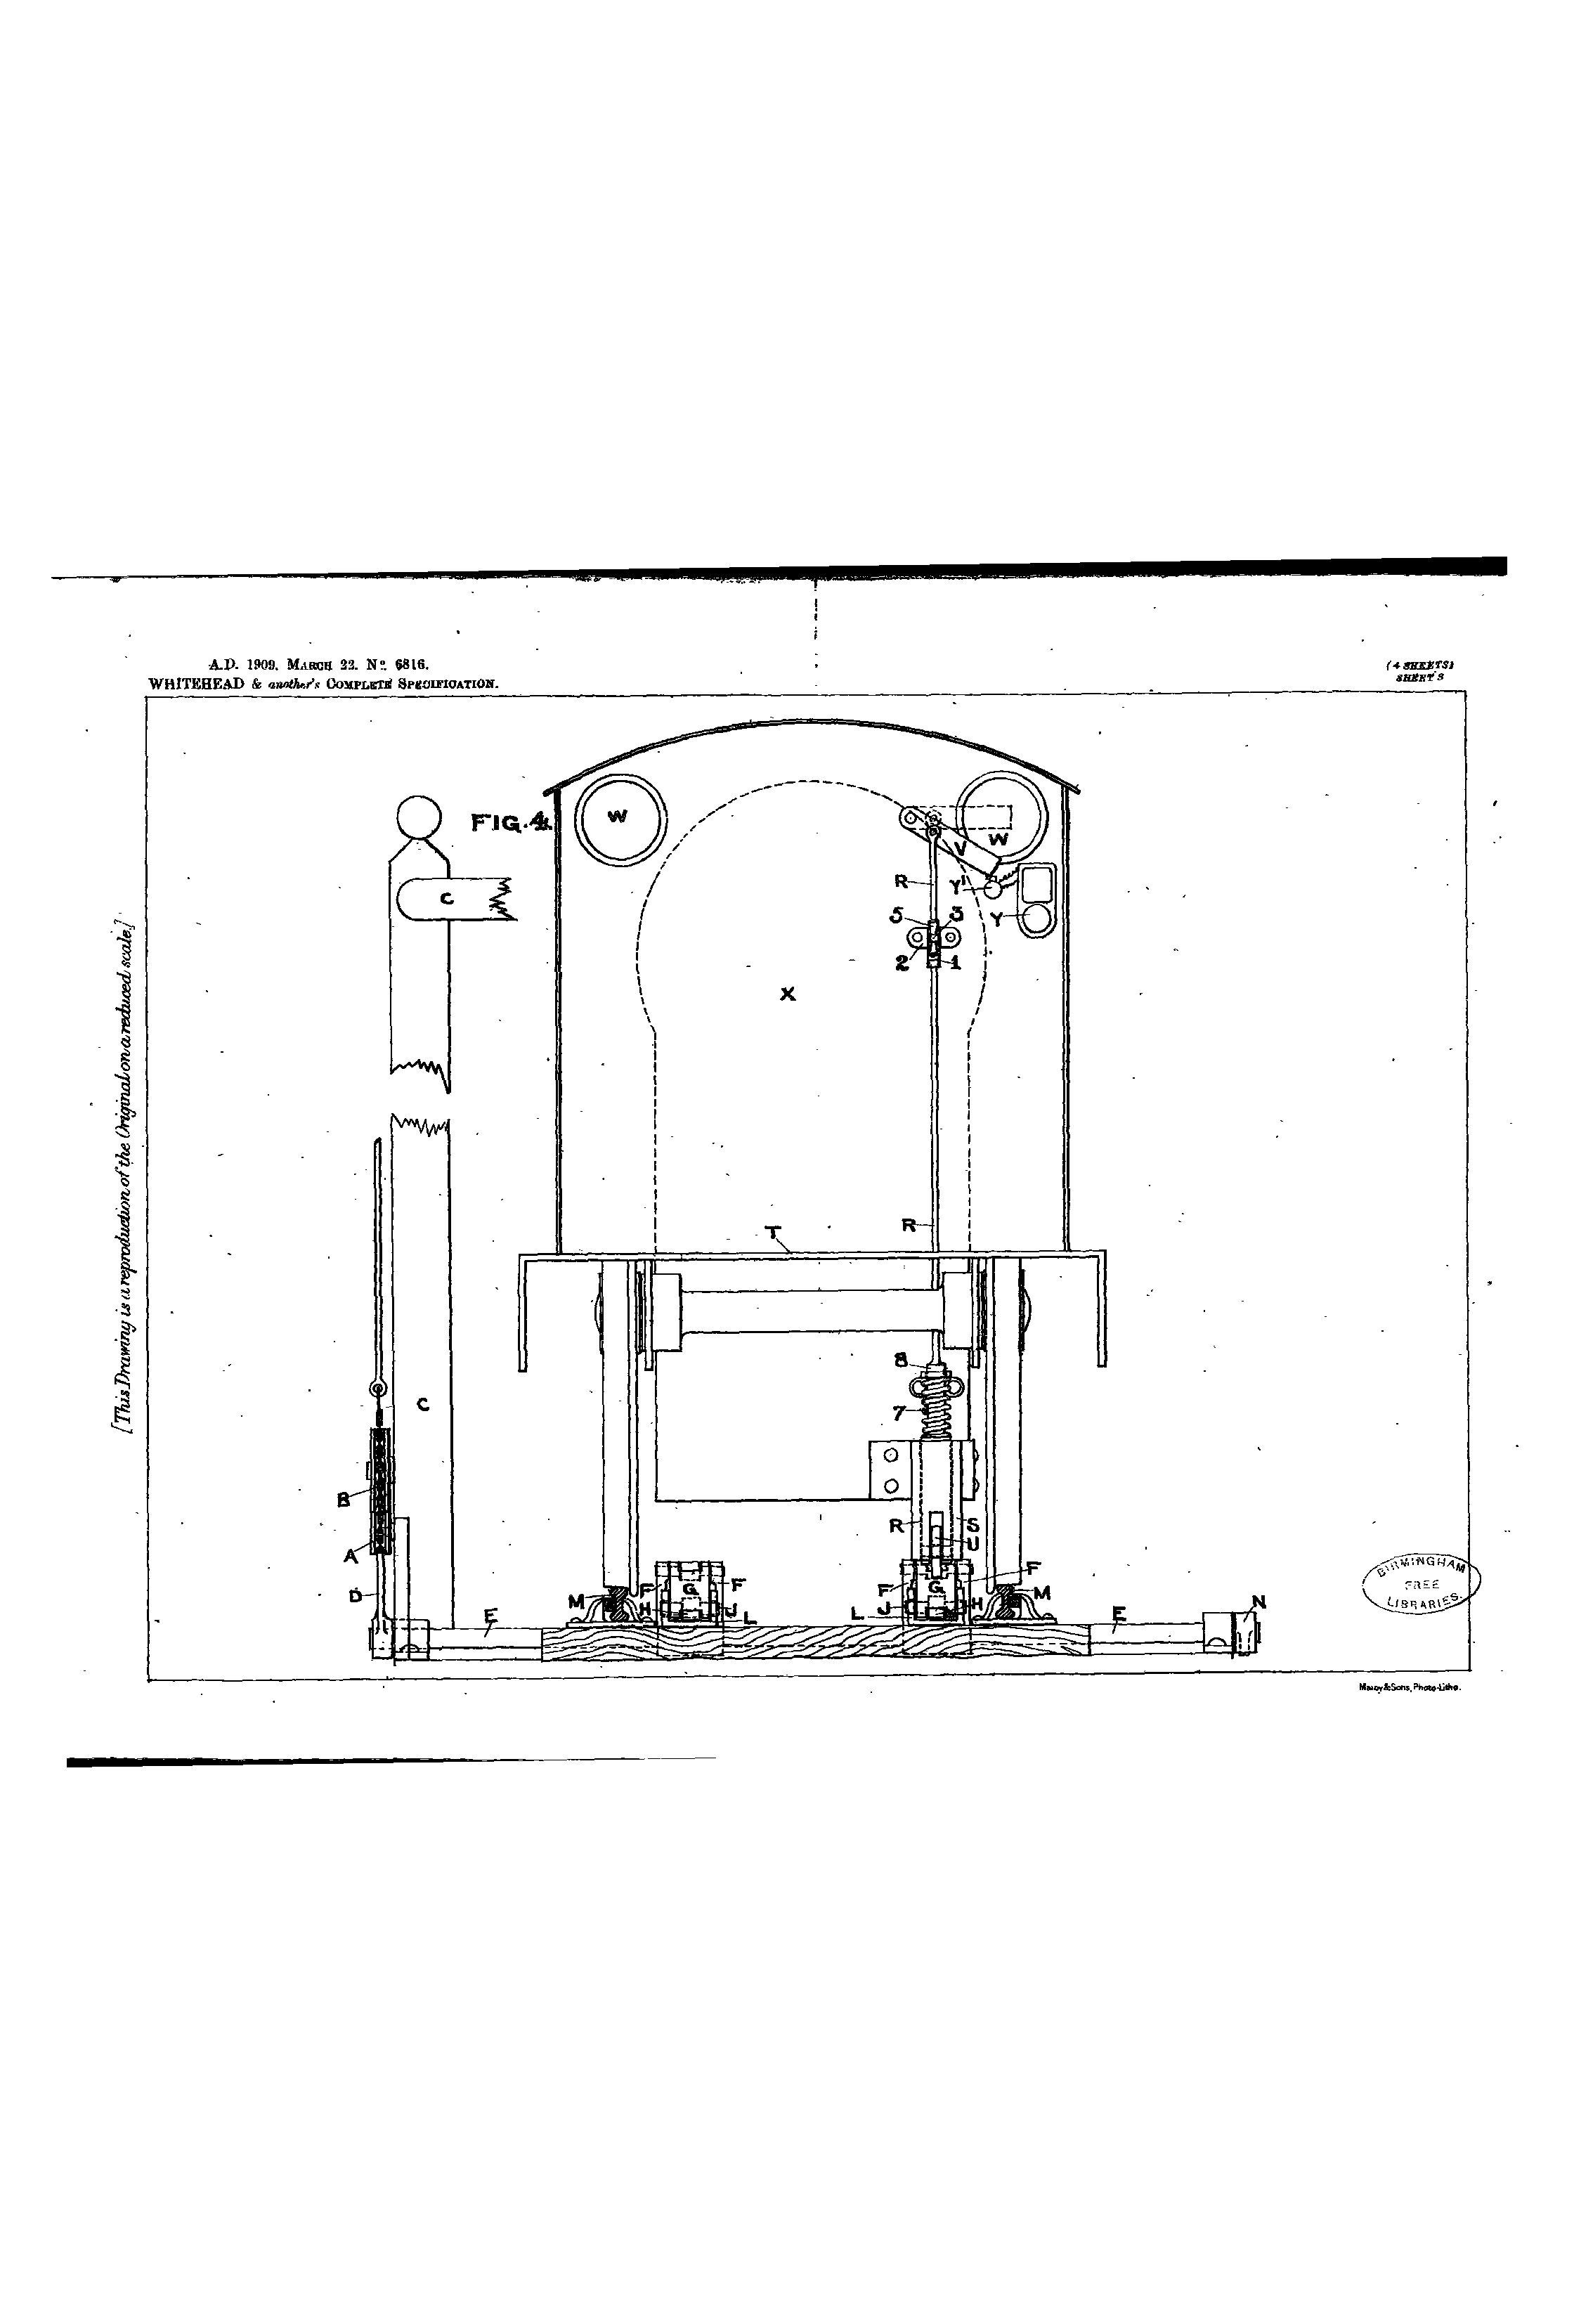 A.D. 1909. MARCH 22. No. 6816.
WHITEHEAD & another's COMPLETE SPECIFICATION.
(4 SHEETS)
SHEET 3
[This Drawing is a reproduction of the Original on a reduced scale.]
FIG. 4.
W
W
V
C
R
Y'
Y
5
3
2
1
X
R
T
8
7
C
B
A
D
R
S
U
M
F
G
F
F
G
F
M
H
J
J
H
L
L
E
E
N
BIRMINGHAM
FREE
LIBRARIES.
Malby & Sons, Photo-Litho.